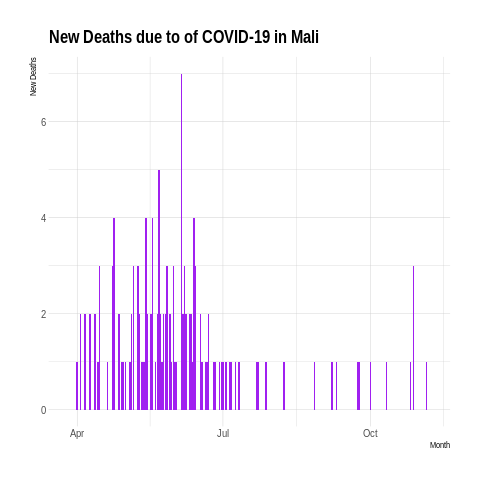 New Deaths due to of COVID-19 in Mali
New Deaths
6
4
2
0
Apr Jul Oct
Month